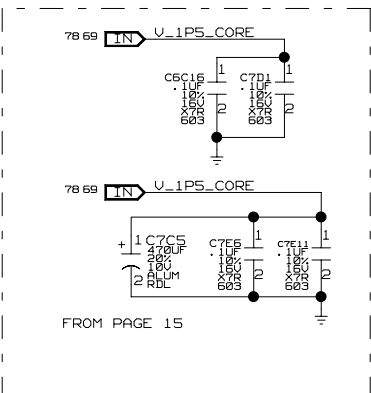 78 69 IN V_1P5_CORE
1 1
C6C16 C7D1
.1UF .1UF
10% 10%
16V 2 16V 2
X7R X7R
603 603
78 69 IN V_1P5_CORE
+ 1 C7C5 C7E6 1 C7E11 1
470UF .1UF .1UF
20% 10% 10%
10V 16V 16V
ALUM X7R 2 X7R 2
2 RDL 603 603
FROM PAGE 15